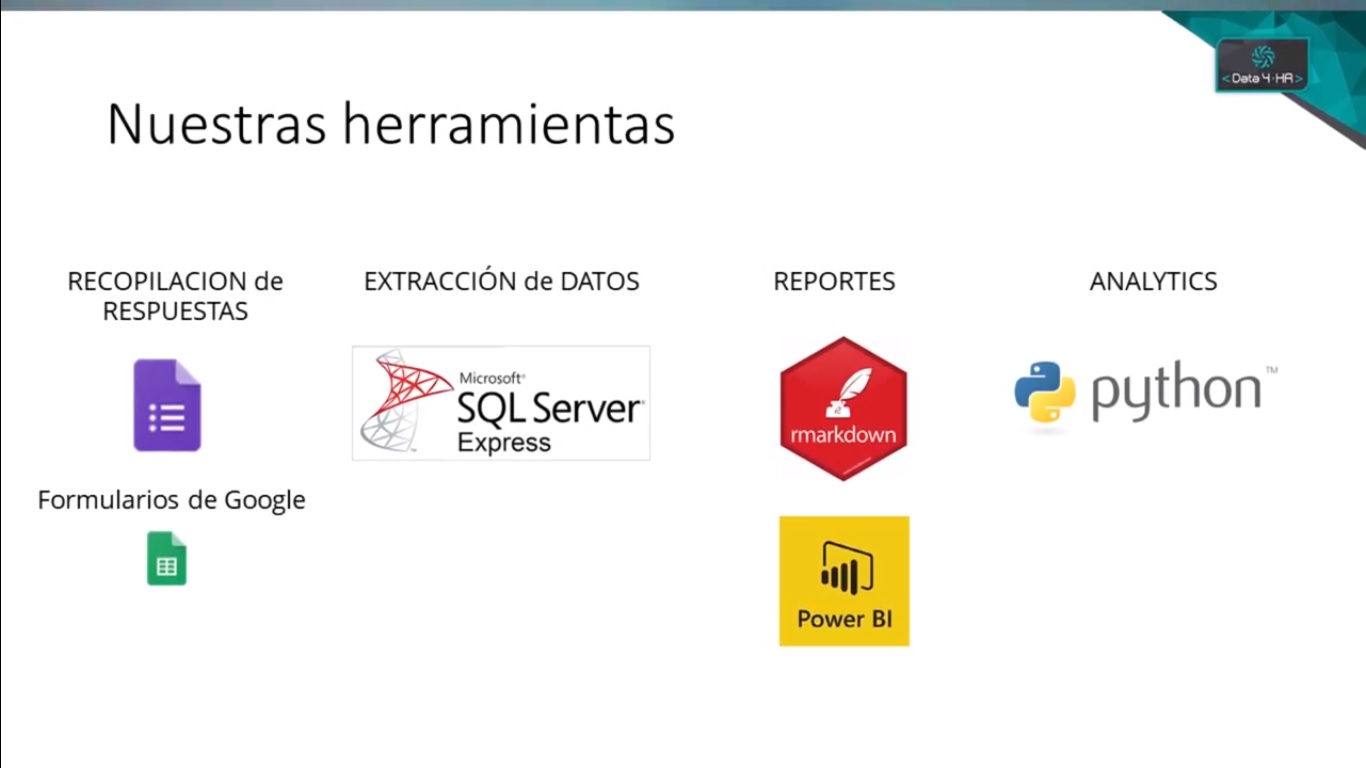 < Data 4·HR >
Nuestras herramientas
RECOPILACION de
RESPUESTAS
Formularios de Google
EXTRACCIÓN de DATOS
Microsoft®
SQL Server®
Express
™
REPORTES
rmarkdown
Power BI
ANALYTICS
python™